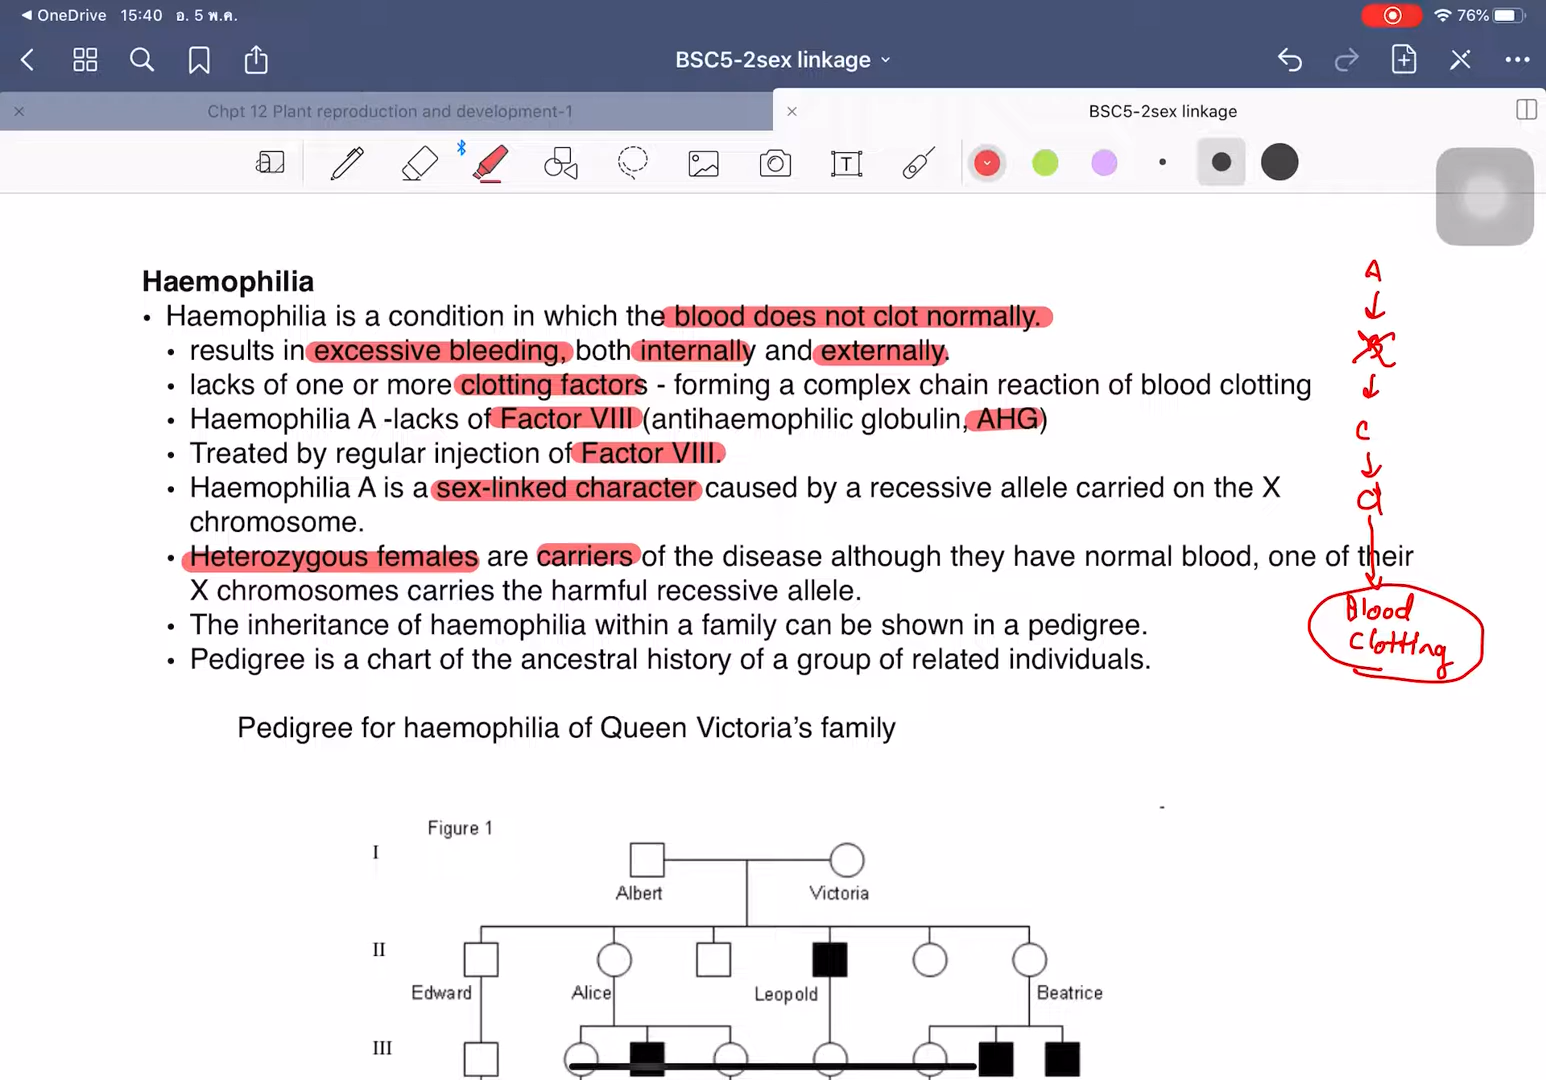 OneDrive 15:40 อ. 5 พ.ค. 76%
BSC5-2sex linkage
Chpt 12 Plant reproduction and development-1
BSC5-2sex linkage
T
Haemophilia
• Haemophilia is a condition in which the blood does not clot normally.
• results in excessive bleeding, both internally and externally.
• lacks of one or more clotting factors - forming a complex chain reaction of blood clotting
• Haemophilia A -lacks of Factor VIII (antihaemophilic globulin, AHG)
• Treated by regular injection of Factor VIII.
• Haemophilia A is a sex-linked character caused by a recessive allele carried on the X
chromosome.
• Heterozygous females are carriers of the disease although they have normal blood, one of their
X chromosomes carries the harmful recessive allele.
• The inheritance of haemophilia within a family can be shown in a pedigree.
• Pedigree is a chart of the ancestral history of a group of related individuals.
A
C
d
Blood
Clotting
Pedigree for haemophilia of Queen Victoria's family
Figure 1
I
Albert Victoria
II
Edward Alice Leopold Beatrice
III